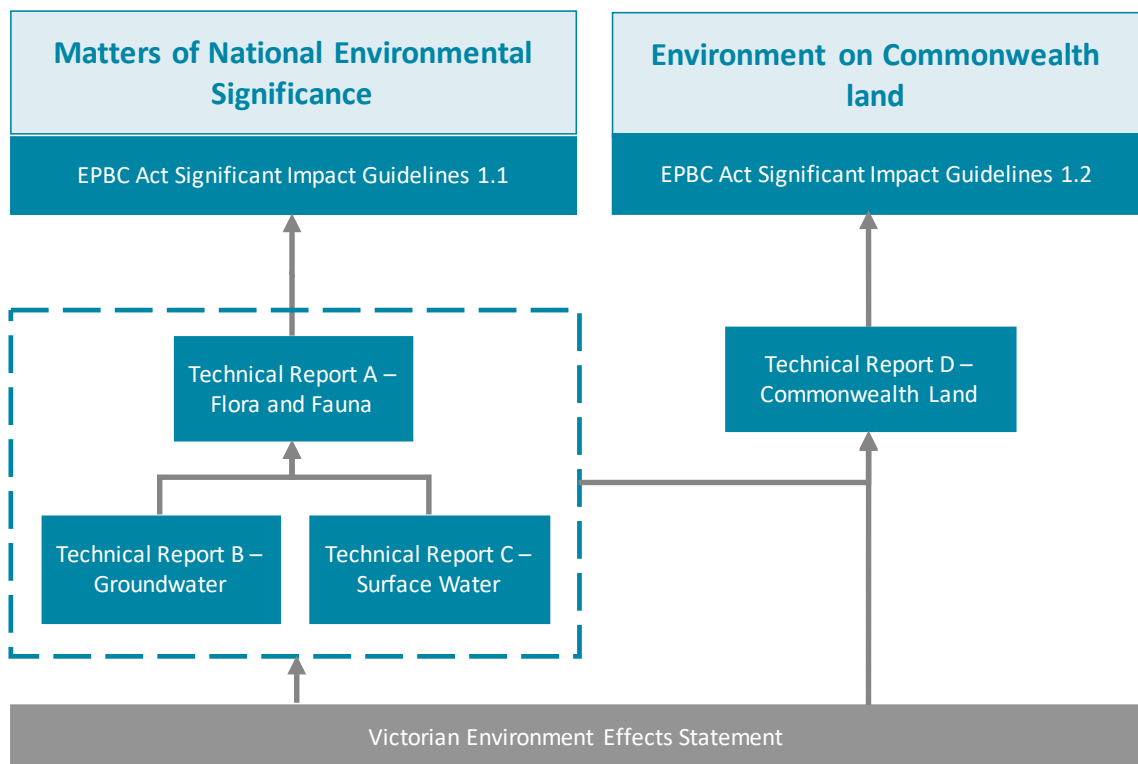 Matters of National Environmental
Significance
EPBC Act Significant Impact Guidelines 1.1
Environment on Commonwealth
land
EPBC Act Significant Impact Guidelines 1.2
Technical Report A –
Flora and Fauna
Technical Report B –
Groundwater
Technical Report C –
Surface Water
Technical Report D –
Commonwealth Land
Victorian Environment Effects Statement